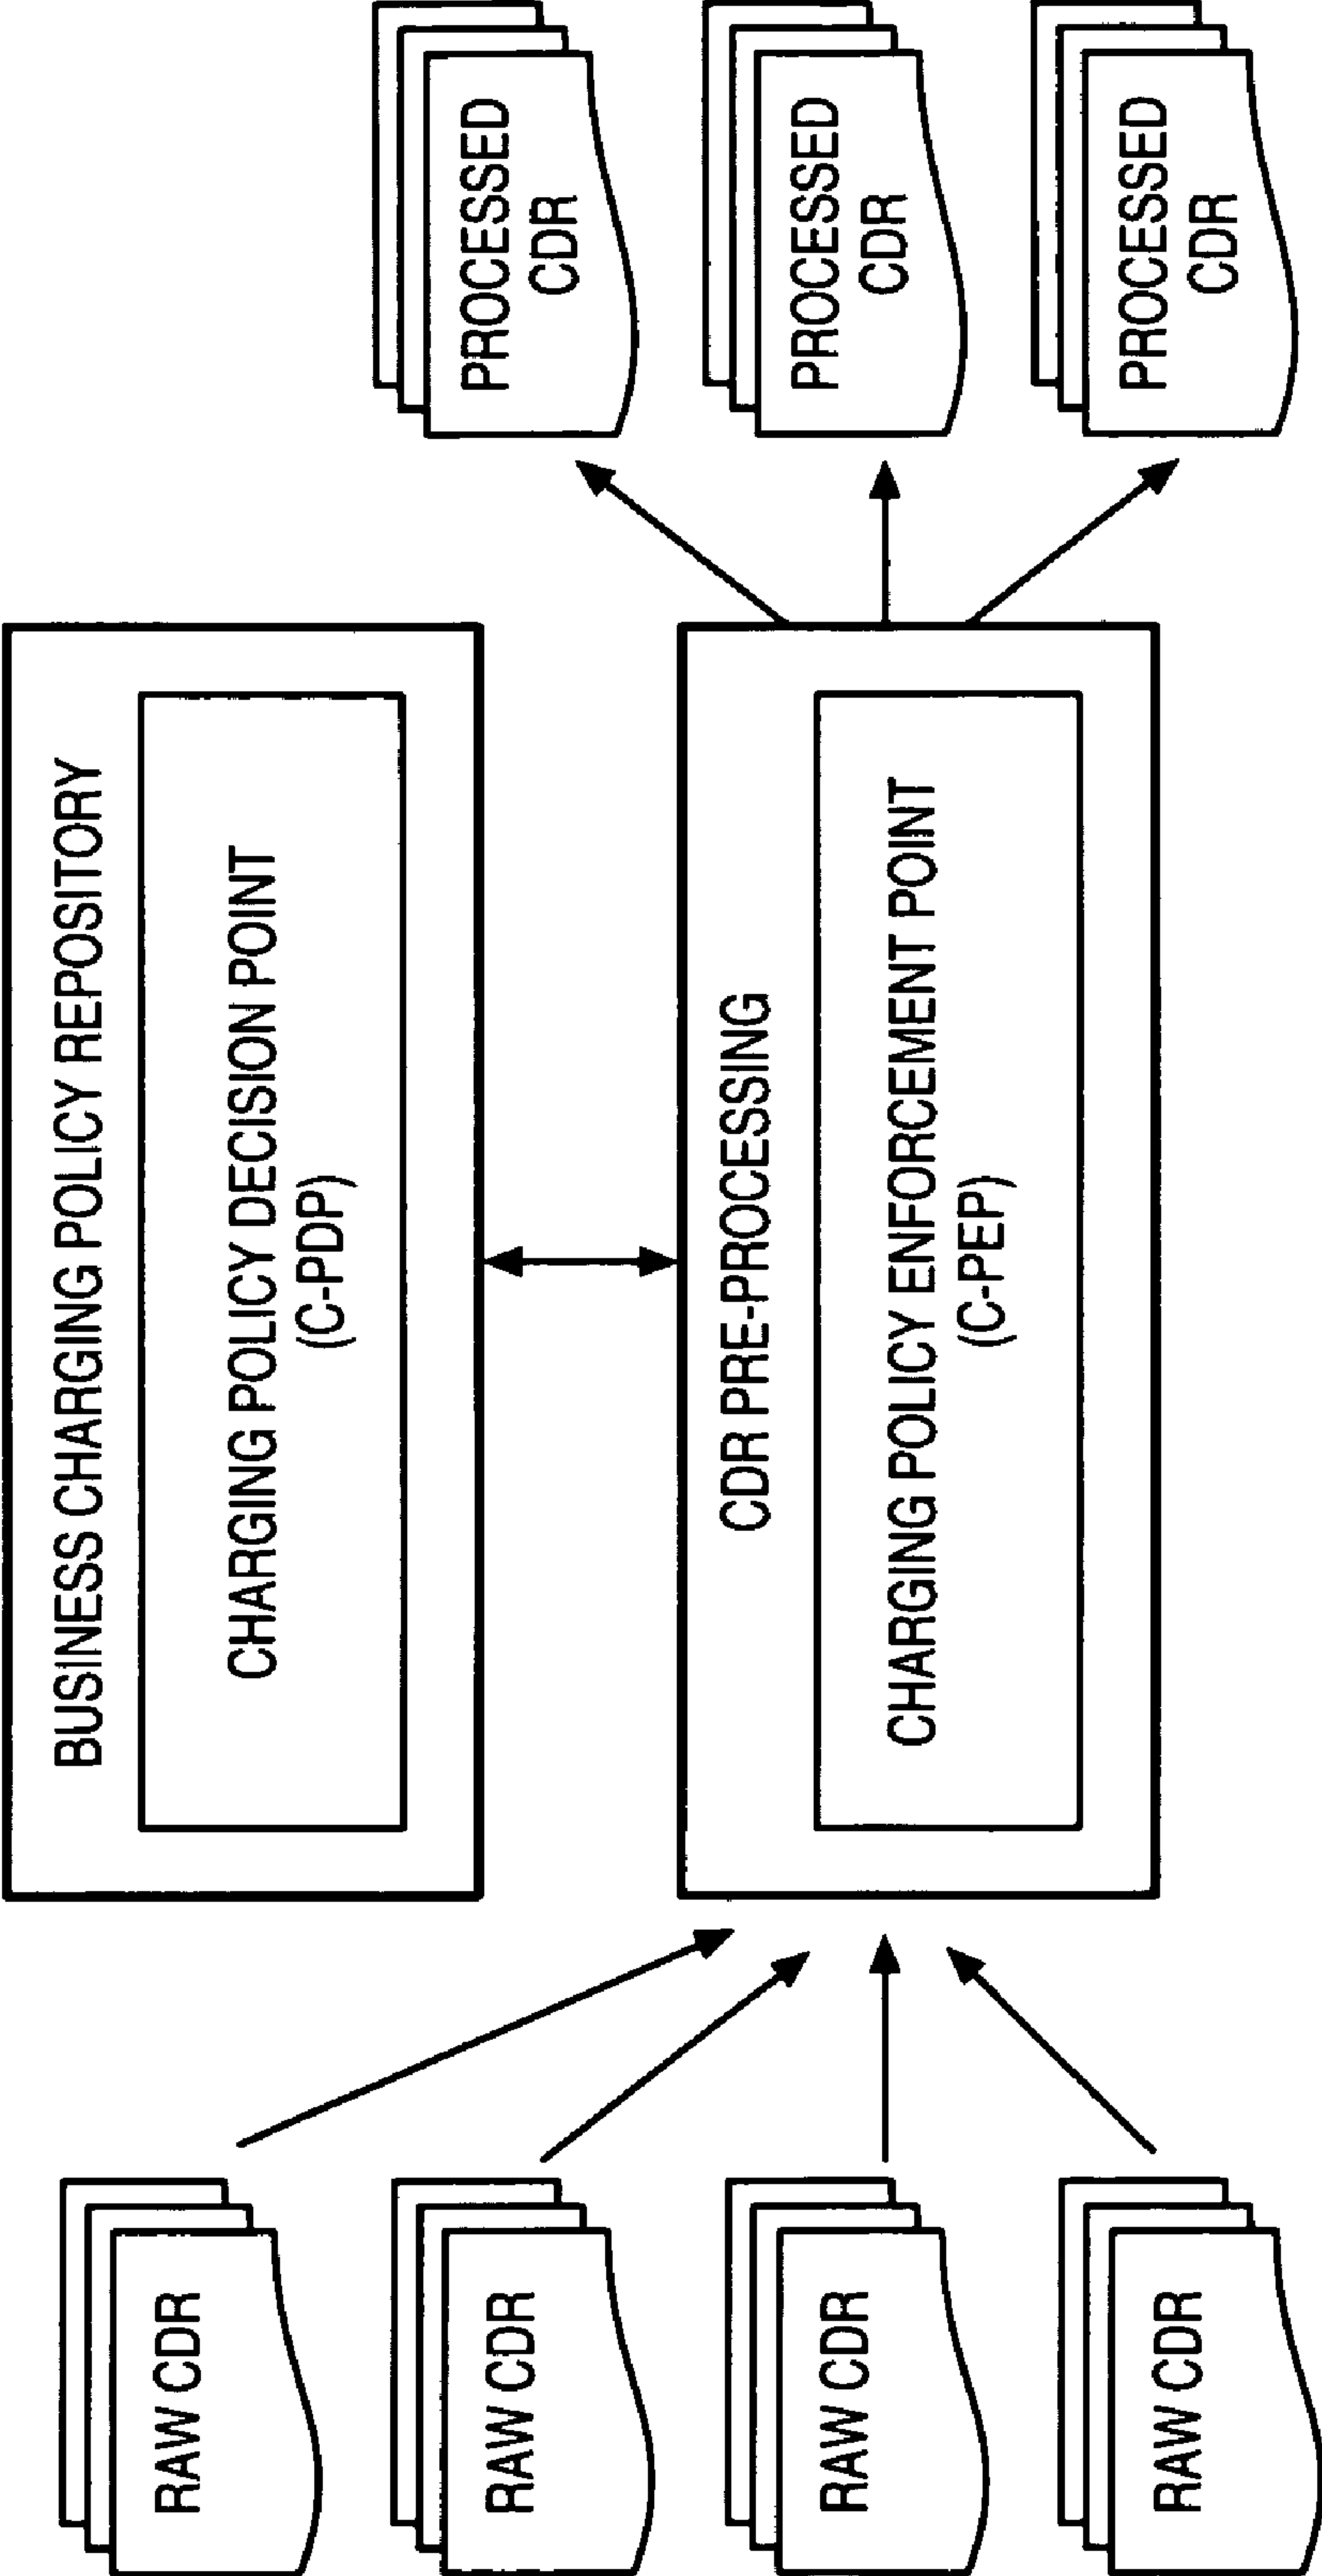 RAW CDR
RAW CDR
RAW CDR
RAW CDR
BUSINESS CHARGING POLICY REPOSITORY
CHARGING POLICY DECISION POINT
(C-PDP)
CDR PRE-PROCESSING
CHARGING POLICY ENFORCEMENT POINT
(C-PEP)
PROCESSED
CDR
PROCESSED
CDR
PROCESSED
CDR